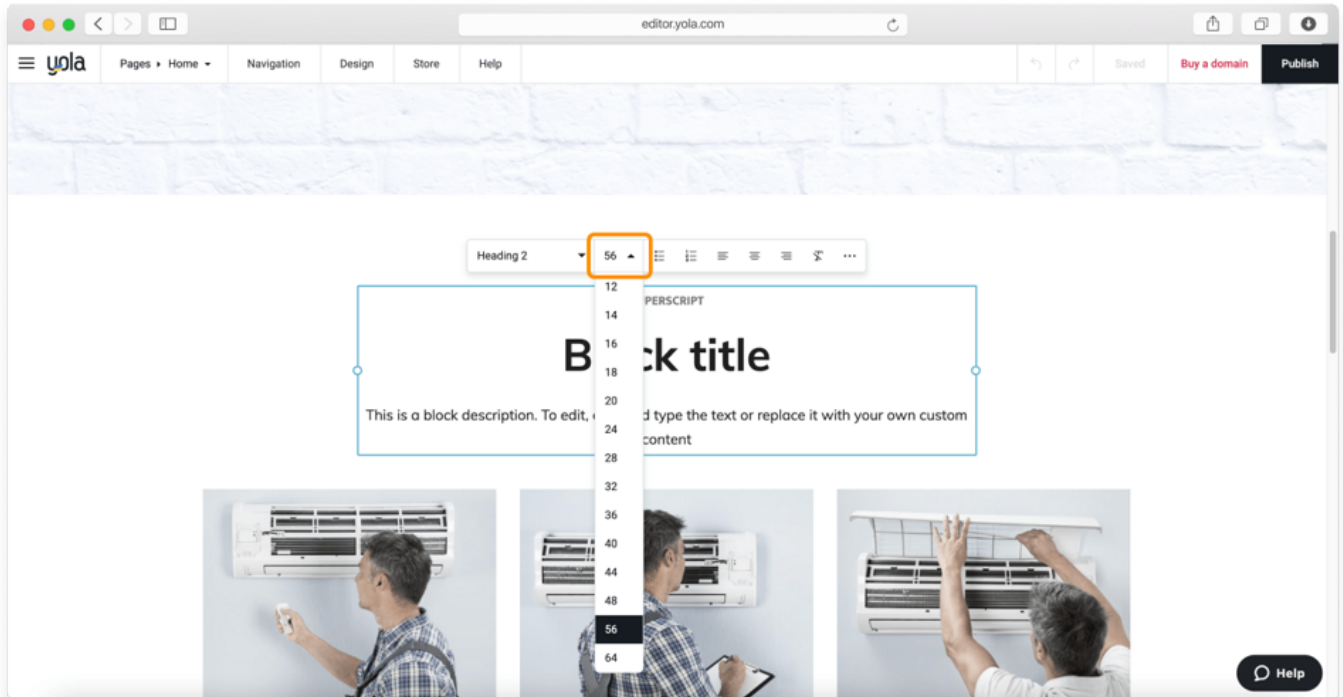 editor.yola.com
yola Pages Home Navigation Design Store Help Saved Buy a domain Publish
Heading 2 56
12
PERSCRIPT
14
16
B ck title
18
20
This is a block description. To edit, d type the text or replace it with your own custom
24
content
28
32
36
40
44
48
56
64
Help